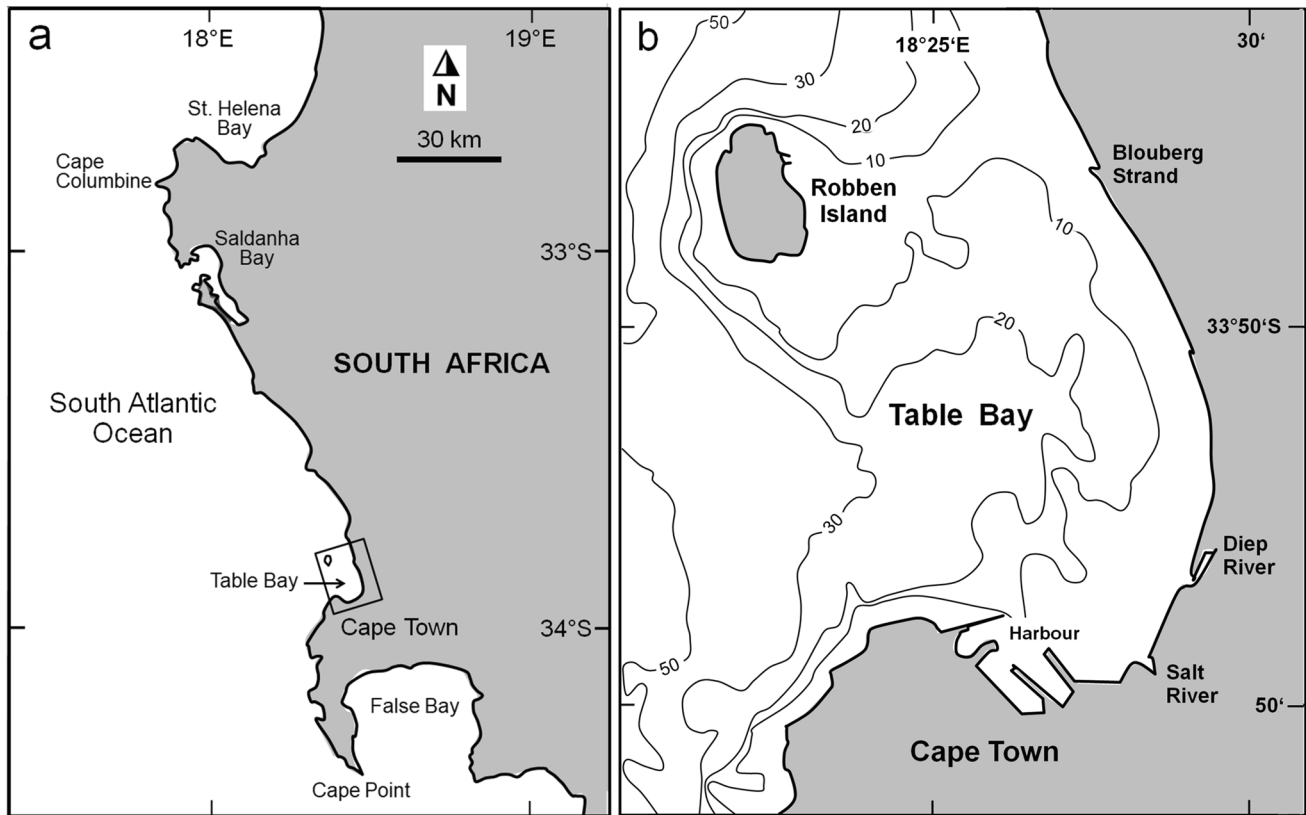 a
18°E
19°E
N
30 km
St. Helena
Bay
Cape
Columbine
Saldanha
Bay
33°S
SOUTH AFRICA
South Atlantic
Ocean
Table Bay
Cape Town
34°S
False Bay
Cape Point
b
50
18°25‘E
30‘
30
20
10
Blouberg
Strand
Robben
Island
10
20
33°50‘S
Table Bay
30
Diep
River
Harbour
50
Salt
River
50‘
Cape Town